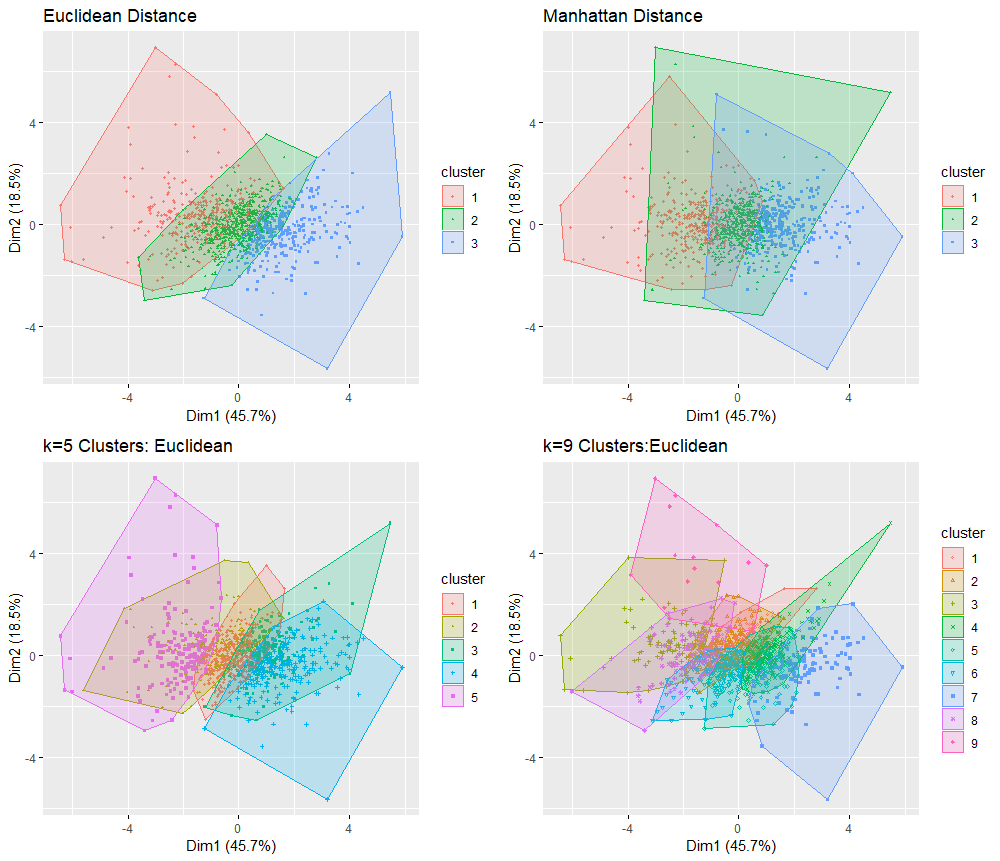 Euclidean Distance
4
0
-4
Dim2 (18.5%)
-4
0
4
Dim1 (45.7%)
cluster
1
2
3
Manhattan Distance
4
0
-4
Dim2 (18.5%)
-4
0
4
Dim1 (45.7%)
cluster
1
2
3
k=5 Clusters: Euclidean
4
0
-4
Dim2 (18.5%)
-4
0
4
Dim1 (45.7%)
cluster
1
2
3
4
5
k=9 Clusters:Euclidean
4
0
-4
Dim2 (18.5%)
-4
0
4
Dim1 (45.7%)
cluster
1
2
3
4
5
6
7
8
9